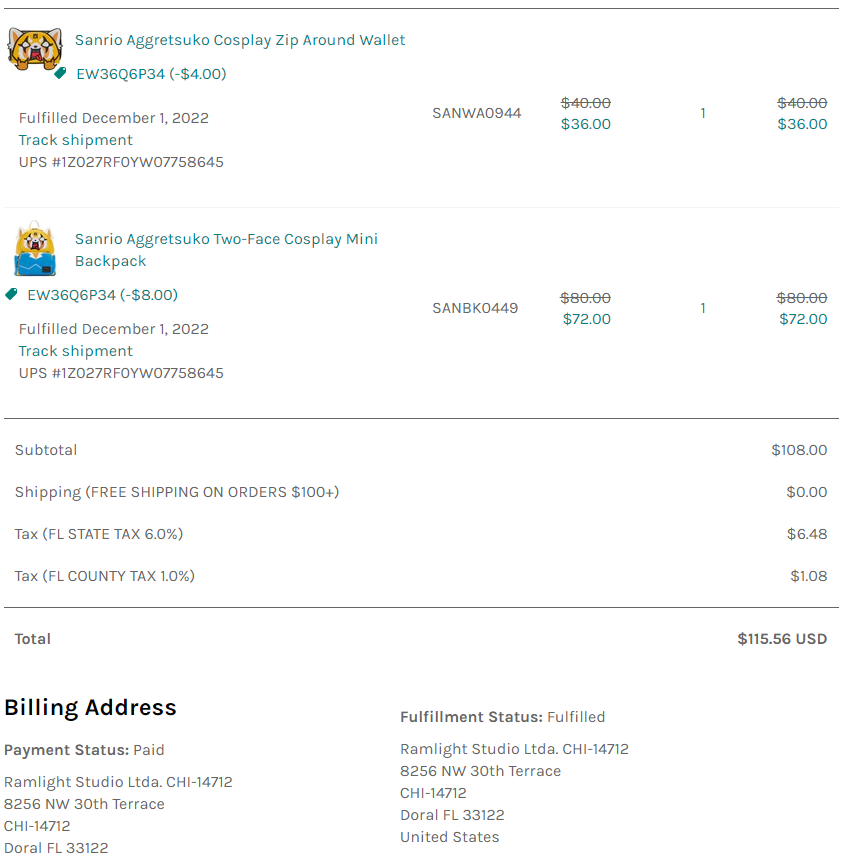 Sanrio Aggretsuko Cosplay Zip Around Wallet
EW36Q6P34 (-$4.00)
Fulfilled December 1, 2022
Track shipment
UPS #1Z027RF0YW07758645
SANWA0944
$40.00
$36.00
1
$40.00
$36.00
Sanrio Aggretsuko Two-Face Cosplay Mini
Backpack
EW36Q6P34 (-$8.00)
Fulfilled December 1, 2022
Track shipment
UPS #1Z027RF0YW07758645
SANBK0449
$80.00
$72.00
1
$80.00
$72.00
Subtotal $108.00
Shipping (FREE SHIPPING ON ORDERS $100+) $0.00
Tax (FL STATE TAX 6.0%) $6.48
Tax (FL COUNTY TAX 1.0%) $1.08
Total $115.56 USD
Billing Address
Payment Status: Paid
Ramlight Studio Ltda. CHI-14712
8256 NW 30th Terrace
CHI-14712
Doral FL 33122
Fulfillment Status: Fulfilled
Ramlight Studio Ltda. CHI-14712
8256 NW 30th Terrace
CHI-14712
Doral FL 33122
United States